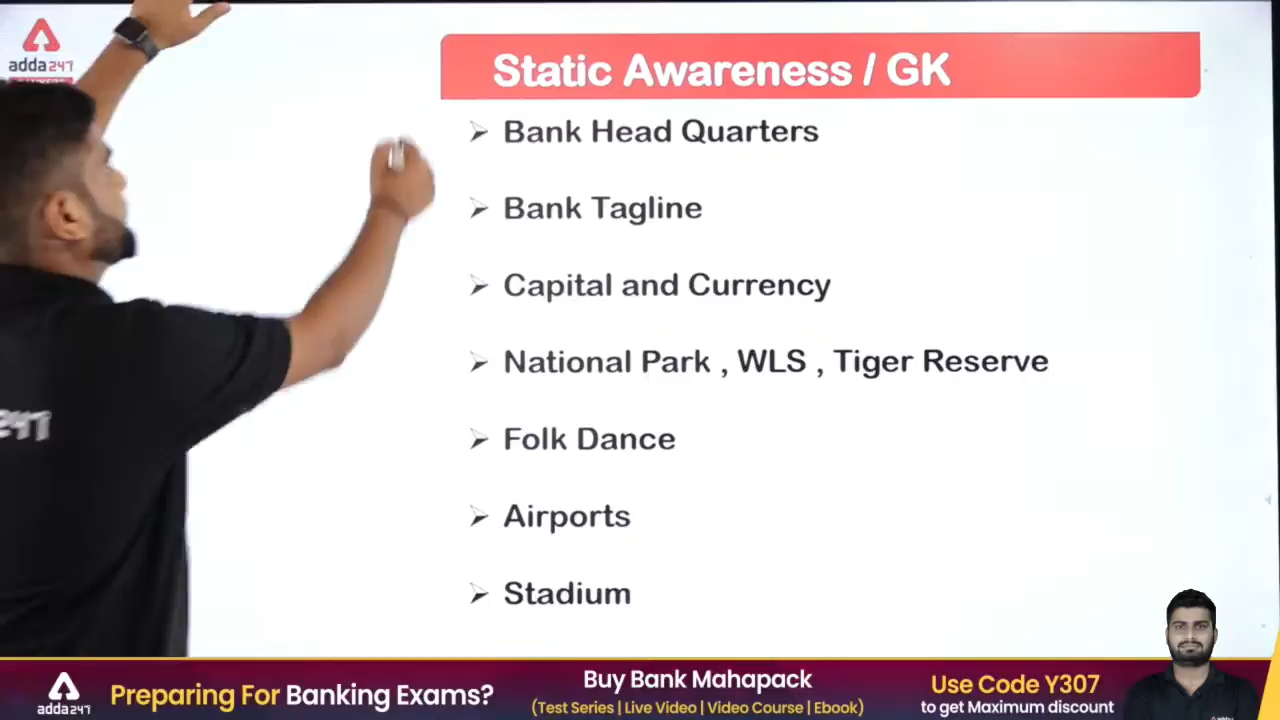 adda247
Static Awareness / GK
Bank Head Quarters
Bank Tagline
Capital and Currency
National Park , WLS , Tiger Reserve
Folk Dance
Airports
Stadium
247
adda247
Preparing For Banking Exams?
Buy Bank Mahapack
(Test Series | Live Video | Video Course | Ebook)
Use Code Y307
to get Maximum discount